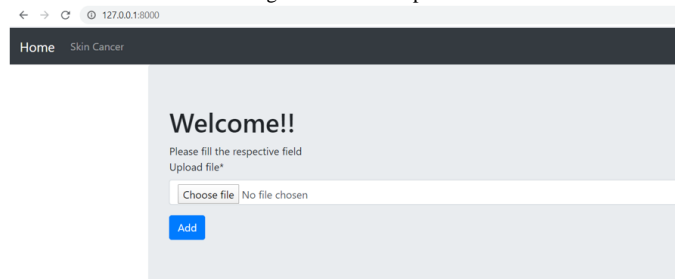 127.0.0.1:8000
Home Skin Cancer
Welcome!!
Please fill the respective field
Upload file*
Choose file No file chosen
Add